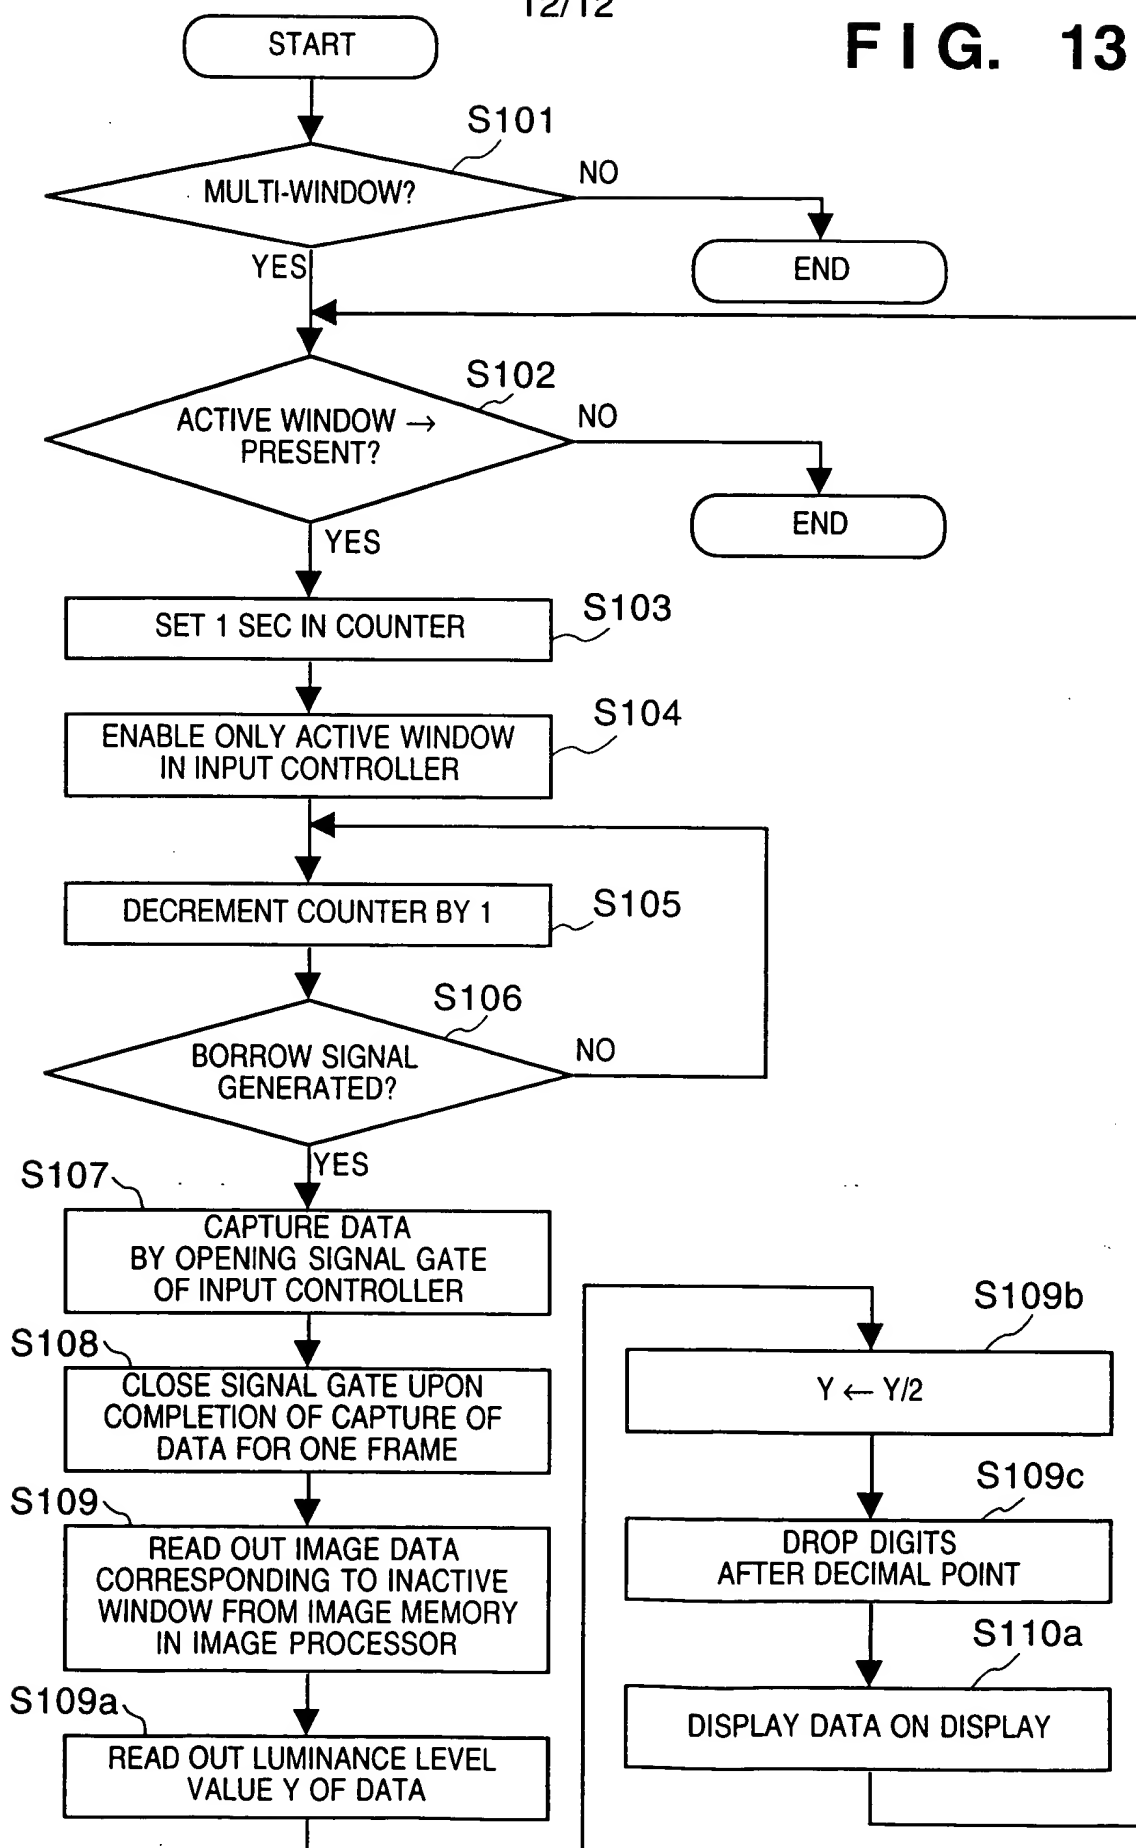 12/12
FIG. 13
START
S101
MULTI-WINDOW?
NO
END
YES
S102
ACTIVE WINDOW →
PRESENT?
NO
END
YES
S103
SET 1 SEC IN COUNTER
S104
ENABLE ONLY ACTIVE WINDOW
IN INPUT CONTROLLER
S105
DECREMENT COUNTER BY 1
S106
BORROW SIGNAL
GENERATED?
NO
YES
S107
CAPTURE DATA
BY OPENING SIGNAL GATE
OF INPUT CONTROLLER
S108
CLOSE SIGNAL GATE UPON
COMPLETION OF CAPTURE OF
DATA FOR ONE FRAME
S109
READ OUT IMAGE DATA
CORRESPONDING TO INACTIVE
WINDOW FROM IMAGE MEMORY
IN IMAGE PROCESSOR
S109a
READ OUT LUMINANCE LEVEL
VALUE Y OF DATA
S109b
Y ← Y/2
S109c
DROP DIGITS
AFTER DECIMAL POINT
S110a
DISPLAY DATA ON DISPLAY